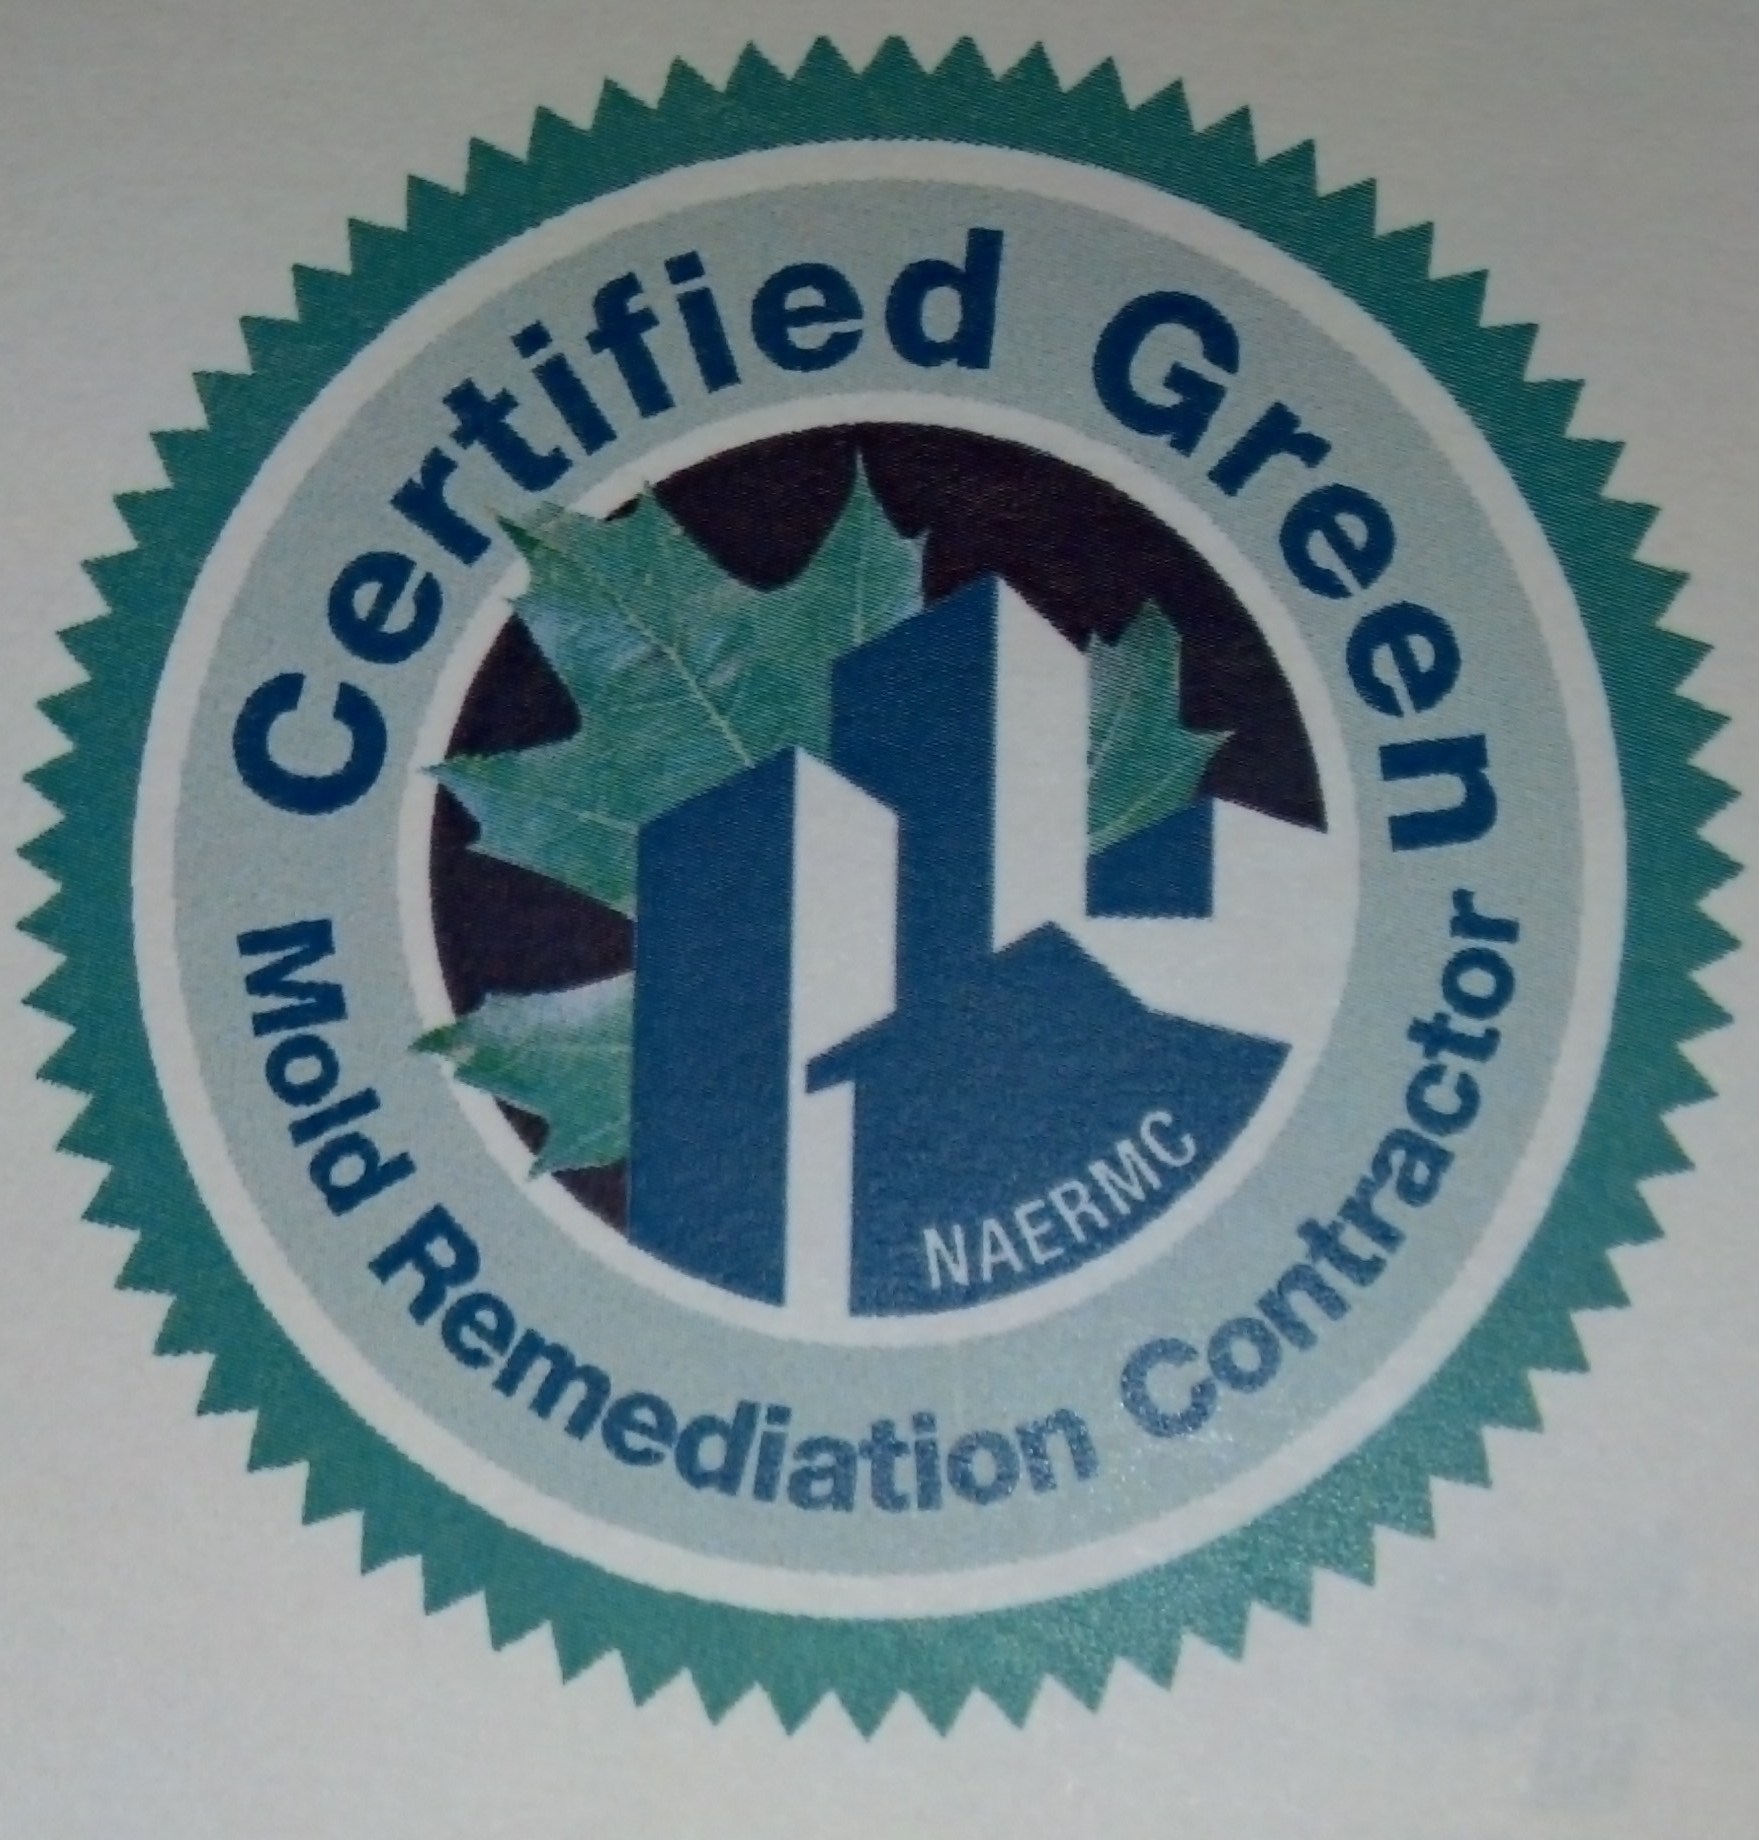 Certified Green
Mold Remediation Contractor
NAERMC